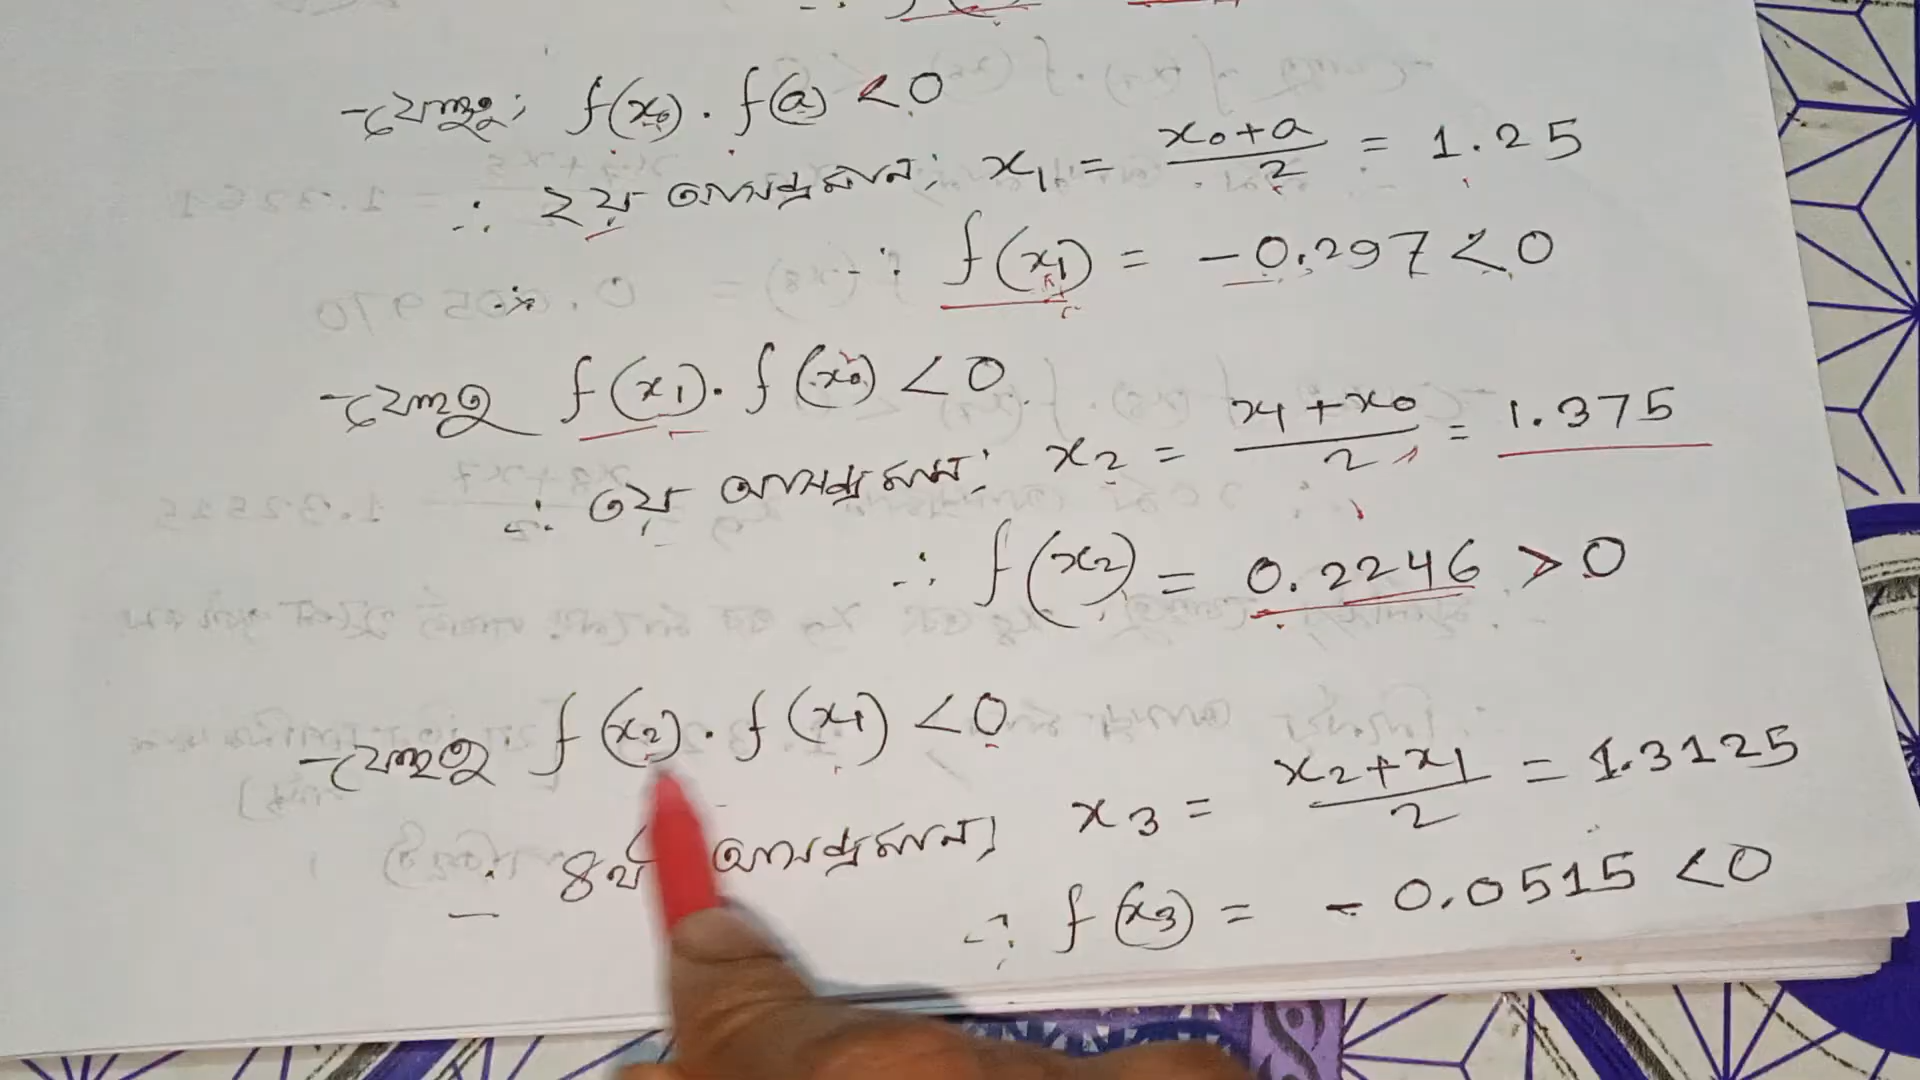 যেহেতু, f(x₀) . f(a) < 0
∴ ২য় আসন্নমান, x₁ = (x₀+a)/2 = 1.25
∴ f(x₁) = -0.297 < 0
যেহেতু f(x₁). f(x₀) < 0
∴ ৩য় আসন্নমান, x₂ = (x₁+x₀)/2 = 1.375
∴ f(x₂) = 0.2246 > 0
যেহেতু f(x₂). f(x₁) < 0
∴ ৪র্থ আসন্নমান, x₃ = (x₂+x₁)/2 = 1.3125
∴ f(x₃) = -0.0515 < 0